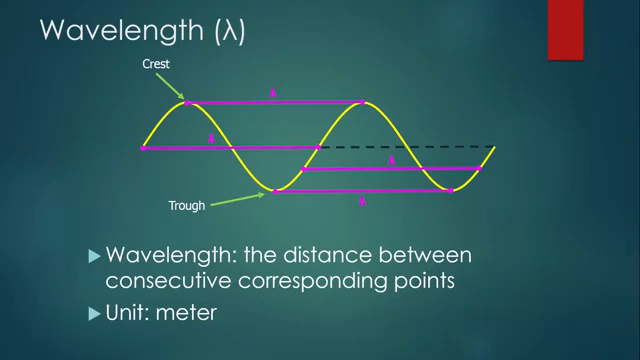 Wavelength (λ)
Crest
λ
λ
λ
Trough
λ
Wavelength: the distance between
consecutive corresponding points
Unit: meter